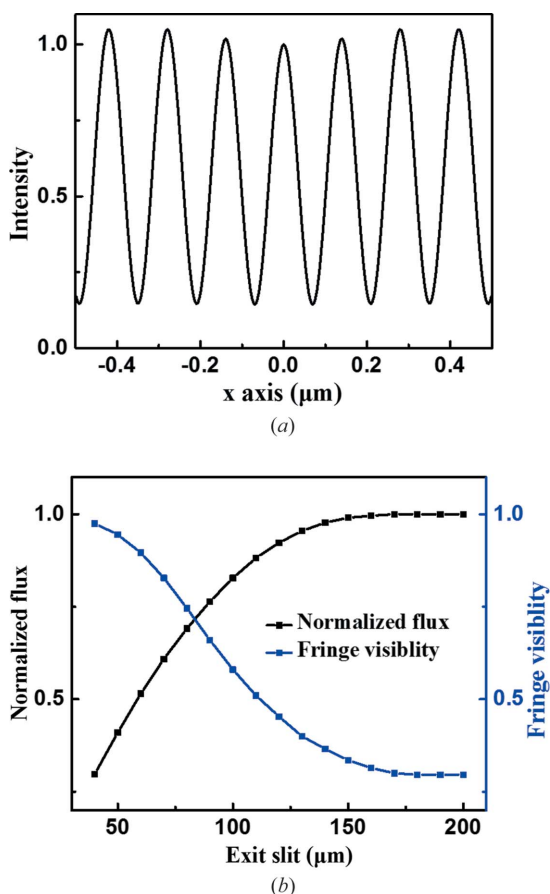 1.0
0.5
0.0
Intensity
-0.4 -0.2 0.0 0.2 0.4
x axis (μm)
(a)
1.0
0.5
Normalized flux
Normalized flux
Fringe visiblity
1.0
0.5
Fringe visiblity
50 100 150 200
Exit slit (μm)
(b)